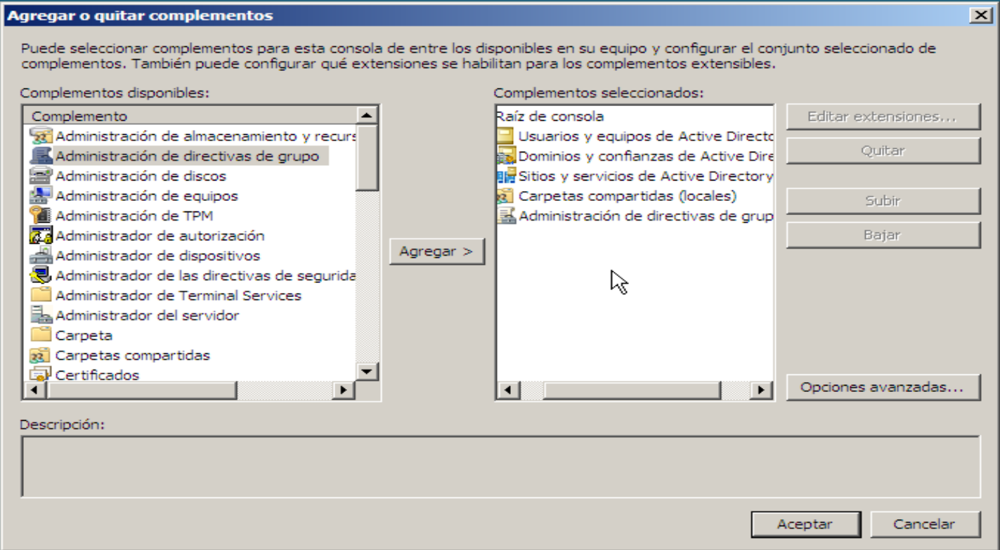 Agregar o quitar complementos
Puede seleccionar complementos para esta consola de entre los disponibles en su equipo y configurar el conjunto seleccionado de
complementos. También puede configurar qué extensiones se habilitan para los complementos extensibles.
Complementos disponibles:
Complemento
Administración de almacenamiento y recurs
Administración de directivas de grupo
Administración de discos
Administración de equipos
Administración de TPM
Administrador de autorización
Administrador de dispositivos
Administrador de las directivas de segurida
Administrador de Terminal Services
Administrador del servidor
Carpeta
Carpetas compartidas
Certificados
Agregar >
Complementos seleccionados:
Raíz de consola
Usuarios y equipos de Active Directo
Dominios y confianzas de Active Dire
Sitios y servicios de Active Directory
Carpetas compartidas (locales)
Administración de directivas de grup
Editar extensiones...
Quitar
Subir
Bajar
Opciones avanzadas...
Descripción:
Aceptar
Cancelar